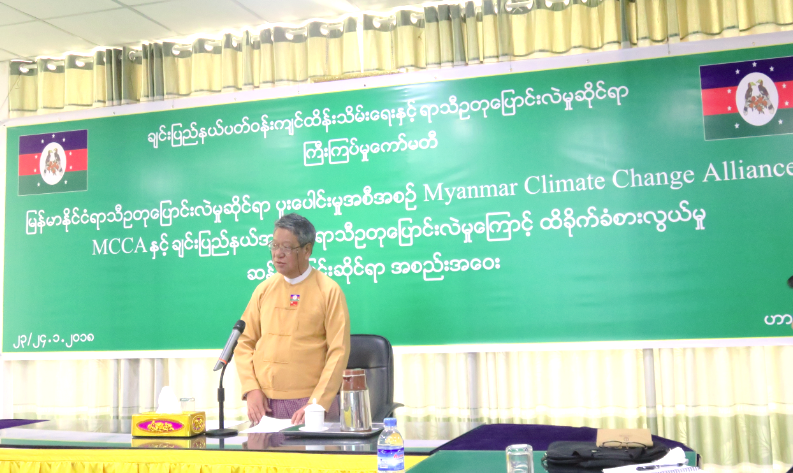 ချင်းပြည်နယ်ပတ်ဝန်းကျင်ထိန်းသိမ်းရေးနှင့် ရာသီဥတုပြောင်းလဲမှုဆိုင်ရာ
ကြီးကြပ်မှုကော်မတီ
မြန်မာနိုင်ငံရာသီဥတုပြောင်းလဲမှုဆိုင်ရာ ပူးပေါင်းမှုအစီအစဉ် Myanmar Climate Change Alliance
MCCA နှင့် ချင်းပြည်နယ် ရာသီဥတုပြောင်းလဲမှုကြောင့် ထိခိုက်ခံစားလွယ်မှု
ဆိုင်ရာ အစည်းအဝေး
၂၃/၂၄.၁.၂၀၁၈